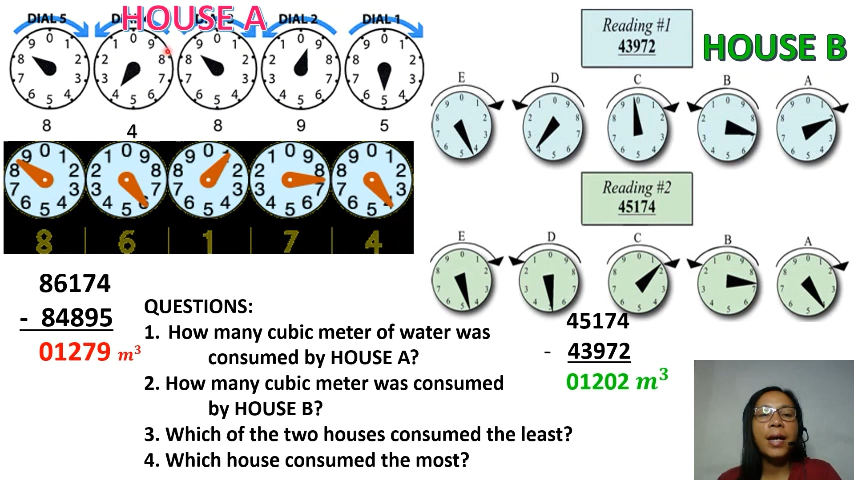 HOUSE A
DIAL 5
DIAL 2
DIAL 1
8 4 8 9 5
8 6 1 7 4
86174
- 84895
01279 m³
QUESTIONS:
1. How many cubic meter of water was
consumed by HOUSE A?
2. How many cubic meter was consumed
by HOUSE B?
3. Which of the two houses consumed the least?
4. Which house consumed the most?
Reading #1
43972
HOUSE B
E D C B A
Reading #2
45174
E D C B A
45174
- 43972
01202 m³